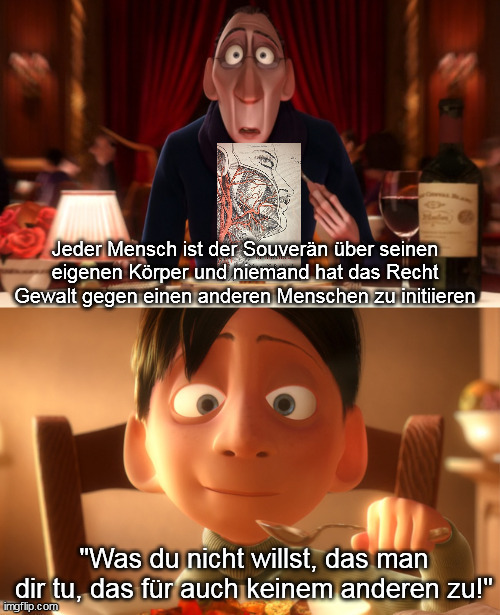 Jeder Mensch ist der Souverän über seinen
eigenen Körper und niemand hat das Recht
Gewalt gegen einen anderen Menschen zu initiieren
"Was du nicht willst, das man
dir tu, das für auch keinem anderen zu!"
imgflip.com